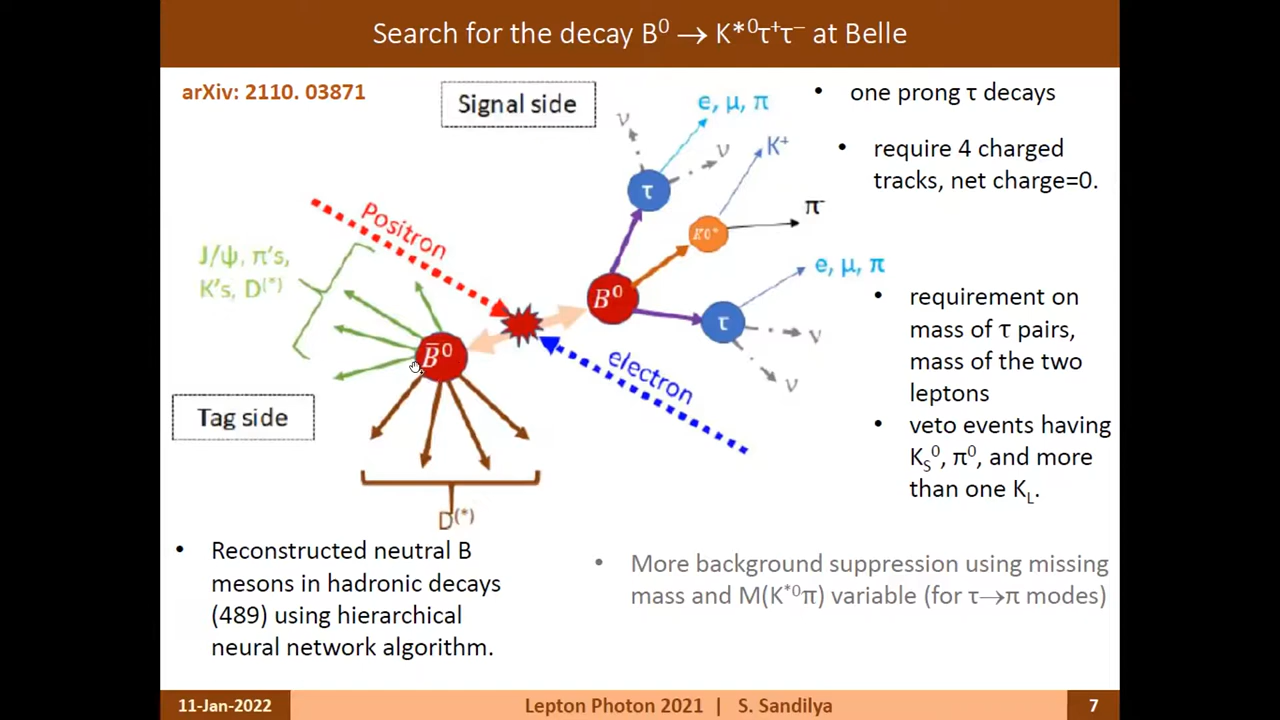 Search for the decay B⁰ → K*⁰τ⁺τ⁻ at Belle
arXiv: 2110. 03871
Signal side
e, μ, π
ν
ν
K⁺
τ
π⁻
Positron
K⁰*
J/ψ, π's,
K's, D⁽*⁾
e, μ, π
B⁰
τ
ν
ν
electron
B̅⁰
Tag side
D⁽*⁾
• one prong τ decays
• require 4 charged
tracks, net charge=0.
• requirement on
mass of τ pairs,
mass of the two
leptons
• veto events having
K_S⁰, π⁰, and more
than one K_L.
• Reconstructed neutral B
mesons in hadronic decays
(489) using hierarchical
neural network algorithm.
• More background suppression using missing
mass and M(K*⁰π) variable (for τ→π modes)
11-Jan-2022
Lepton Photon 2021 | S. Sandilya
7